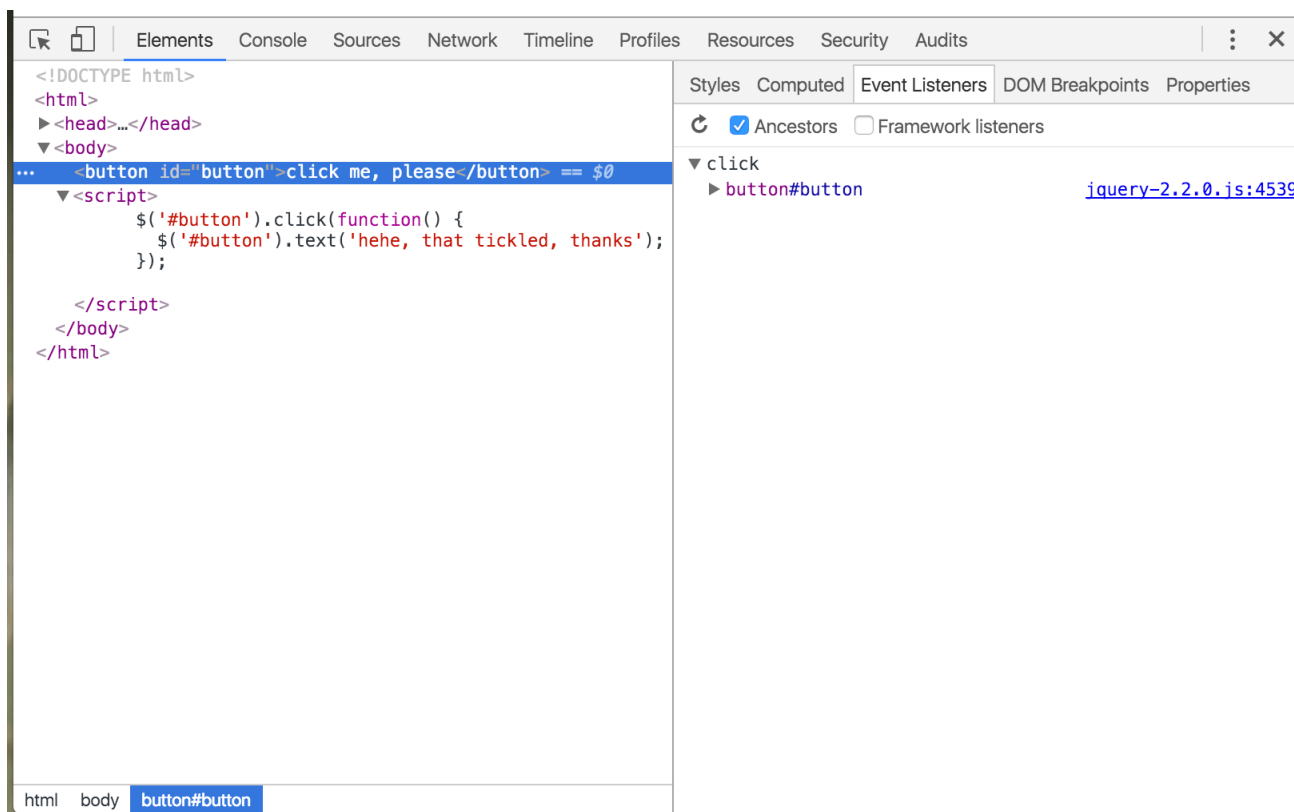 Elements Console Sources Network Timeline Profiles Resources Security Audits
<!DOCTYPE html>
<html>
<head>…</head>
<body>
<button id="button">click me, please</button> == $0
<script>
$('#button').click(function() {
$('#button').text('hehe, that tickled, thanks');
});
</script>
</body>
</html>
html body button#button
Styles Computed Event Listeners DOM Breakpoints Properties
Ancestors Framework listeners
click
button#button jquery-2.2.0.js:4539